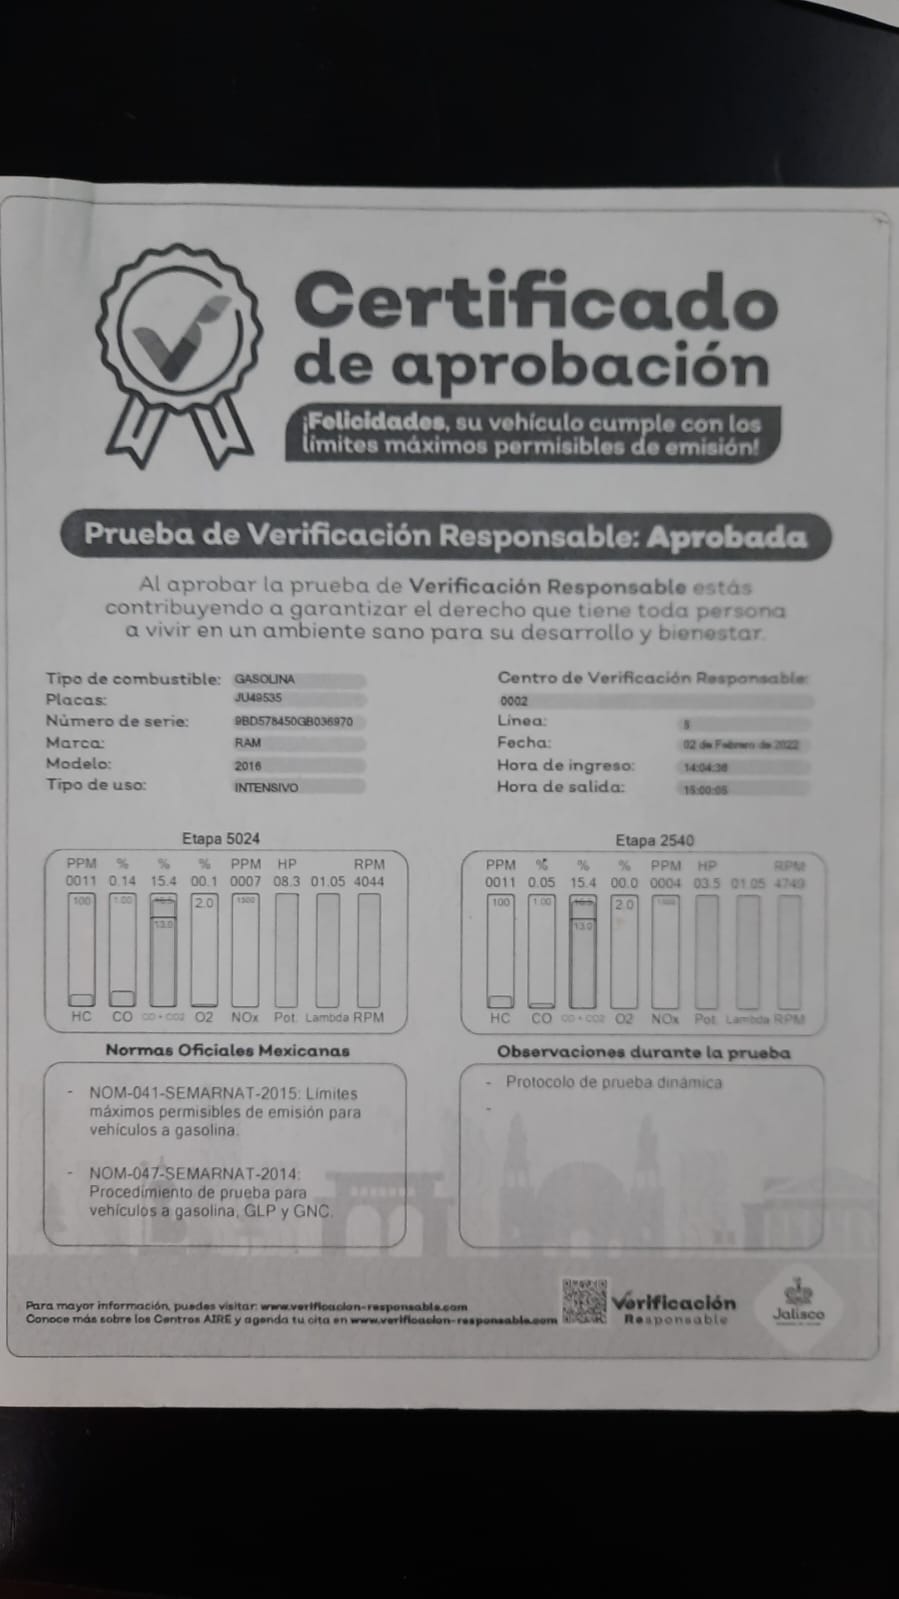 Certificado
de aprobación
¡Felicidades, su vehículo cumple con los
límites máximos permisibles de emisión!
Prueba de Verificación Responsable: Aprobada
Al aprobar la prueba de Verificación Responsable estás
contribuyendo a garantizar el derecho que tiene toda persona
a vivir en un ambiente sano para su desarrollo y bienestar.
Tipo de combustible: GASOLINA
Placas: JU49535
Número de serie: 9BD578450GB036970
Marca: RAM
Modelo: 2016
Tipo de uso: INTENSIVO
Centro de Verificación Responsable:
0002
Línea: 5
Fecha: 02 de Febrero de 2022
Hora de ingreso: 14:04:38
Hora de salida: 15:00:05
Etapa 5024
PPM % % % PPM HP RPM
0011 0.14 15.4 00.1 0007 08.3 01.05 4044
100 1.00 16.5 2.0 1300
13.0
HC CO CO + CO2 O2 NOx Pot. Lambda RPM
Etapa 2540
PPM % % % PPM HP RPM
0011 0.05 15.4 00.0 0004 03.5 01.05 4749
100 1.00 16.5 2.0
13.0
HC CO CO + CO2 O2 NOx Pot. Lambda RPM
Normas Oficiales Mexicanas
- NOM-041-SEMARNAT-2015: Límites
máximos permisibles de emisión para
vehículos a gasolina.
- NOM-047-SEMARNAT-2014:
Procedimiento de prueba para
vehículos a gasolina, GLP y GNC.
Observaciones durante la prueba
- Protocolo de prueba dinámica
-
Para mayor información, puedes visitar: www.verificacion-responsable.com
Conoce más sobre los Centros AIRE y agenda tu cita en www.verificacion-responsable.com
Verificación
Responsable
Jalisco